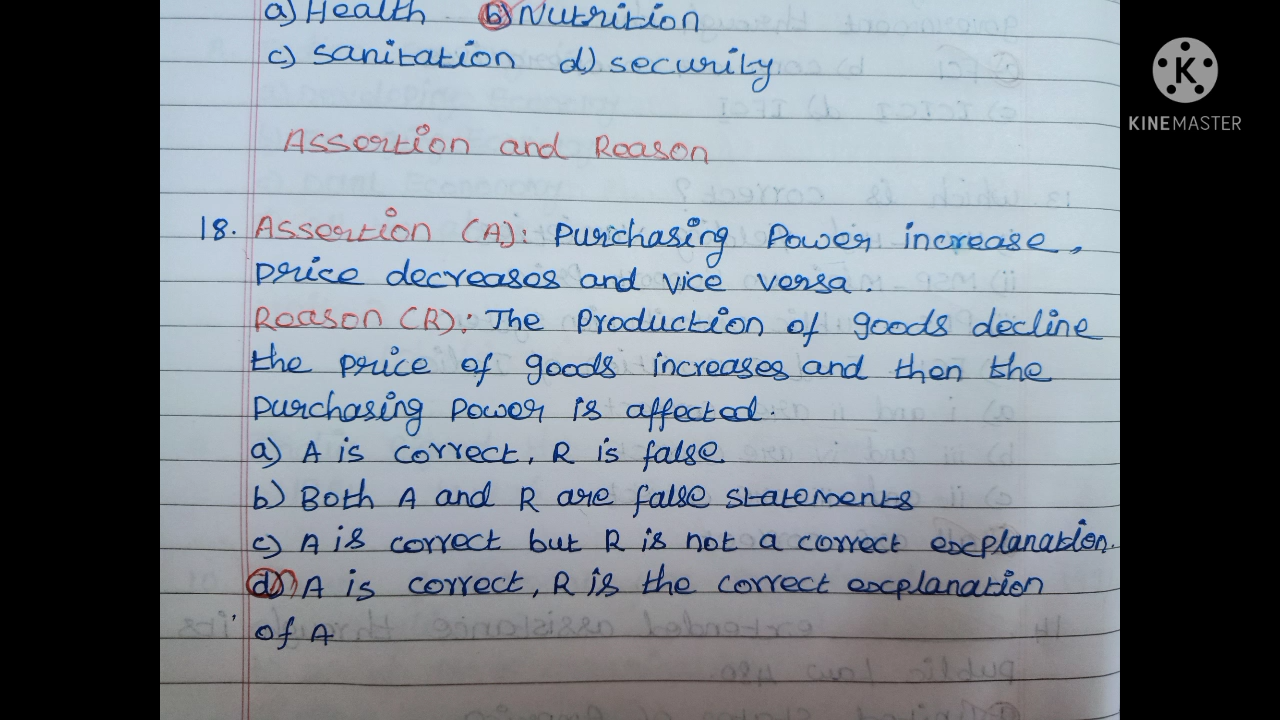 a) Health b) Nutrition
c) sanitation d) security
KINEMASTER
Assertion and Reason
18. Assertion (A): Purchasing Power increase,
price decreases and vice versa.
Reason (R): The Production of goods decline
the price of goods increases and then the
purchasing power is affected.
a) A is correct, R is false.
b) Both A and R are false statements
c) A is correct but R is not a correct explanation.
d) A is correct, R is the correct explanation
of A